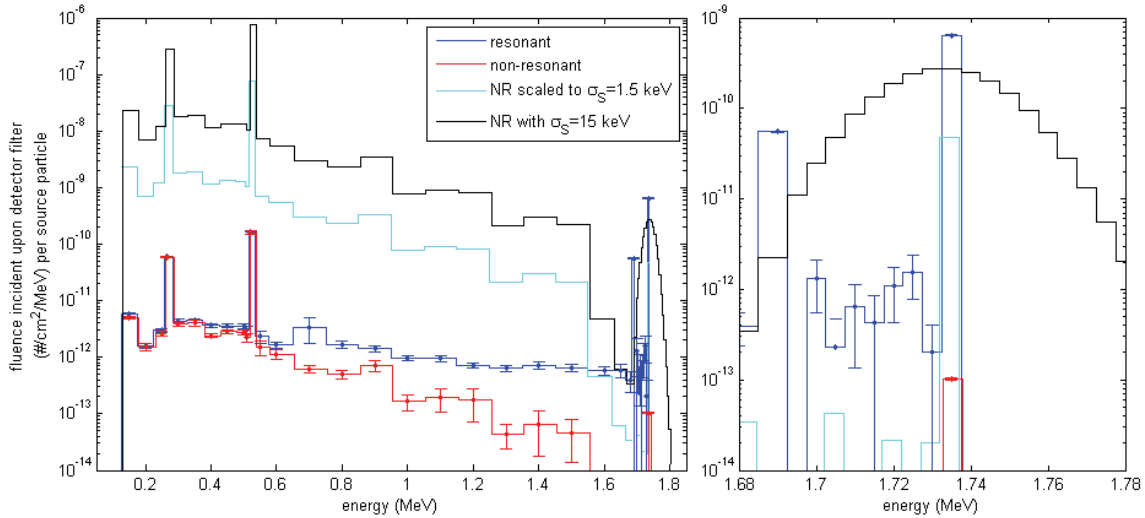 fluence incident upon detector filter
(#/cm²/MeV) per source particle
10⁻⁶
10⁻⁷
10⁻⁸
10⁻⁹
10⁻¹⁰
10⁻¹¹
10⁻¹²
10⁻¹³
10⁻¹⁴
resonant
non-resonant
NR scaled to σS=1.5 keV
NR with σS=15 keV
0.2 0.4 0.6 0.8 1 1.2 1.4 1.6 1.8
energy (MeV)
10⁻⁹
10⁻¹⁰
10⁻¹¹
10⁻¹²
10⁻¹³
10⁻¹⁴
1.68 1.7 1.72 1.74 1.76 1.78
energy (MeV)